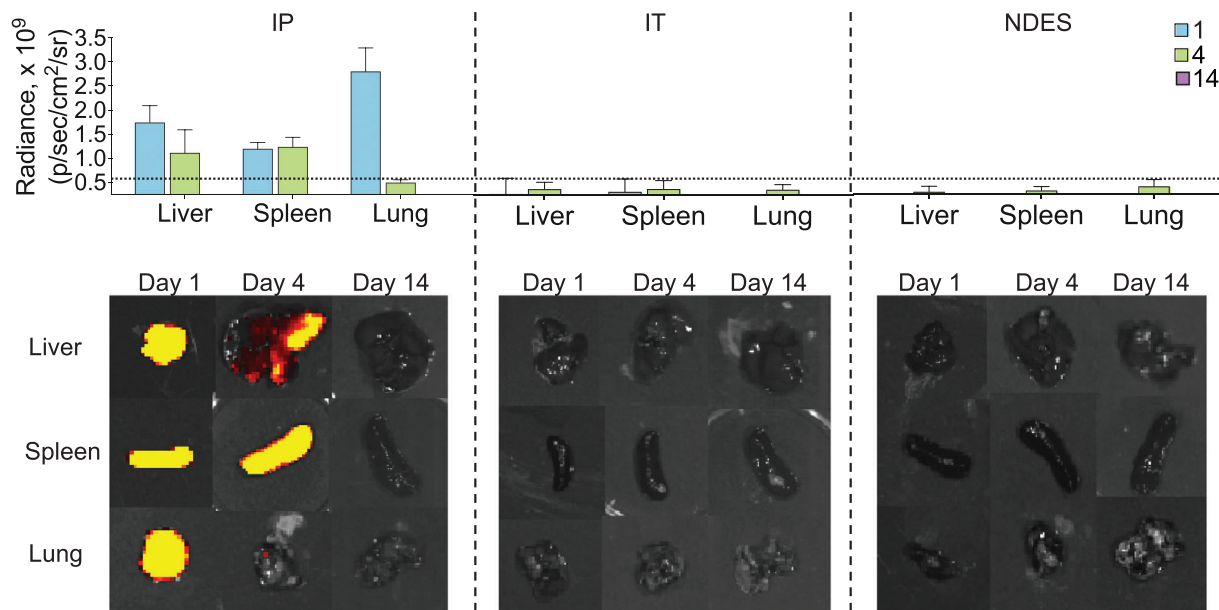 IP
IT
NDES
1
4
14
Radiance, x 10⁹
(p/sec/cm²/sr)
3.5
3.0
2.5
2.0
1.5
1.0
0.5
Liver Spleen Lung
Liver Spleen Lung
Liver Spleen Lung
Day 1 Day 4 Day 14
Day 1 Day 4 Day 14
Day 1 Day 4 Day 14
Liver
Spleen
Lung